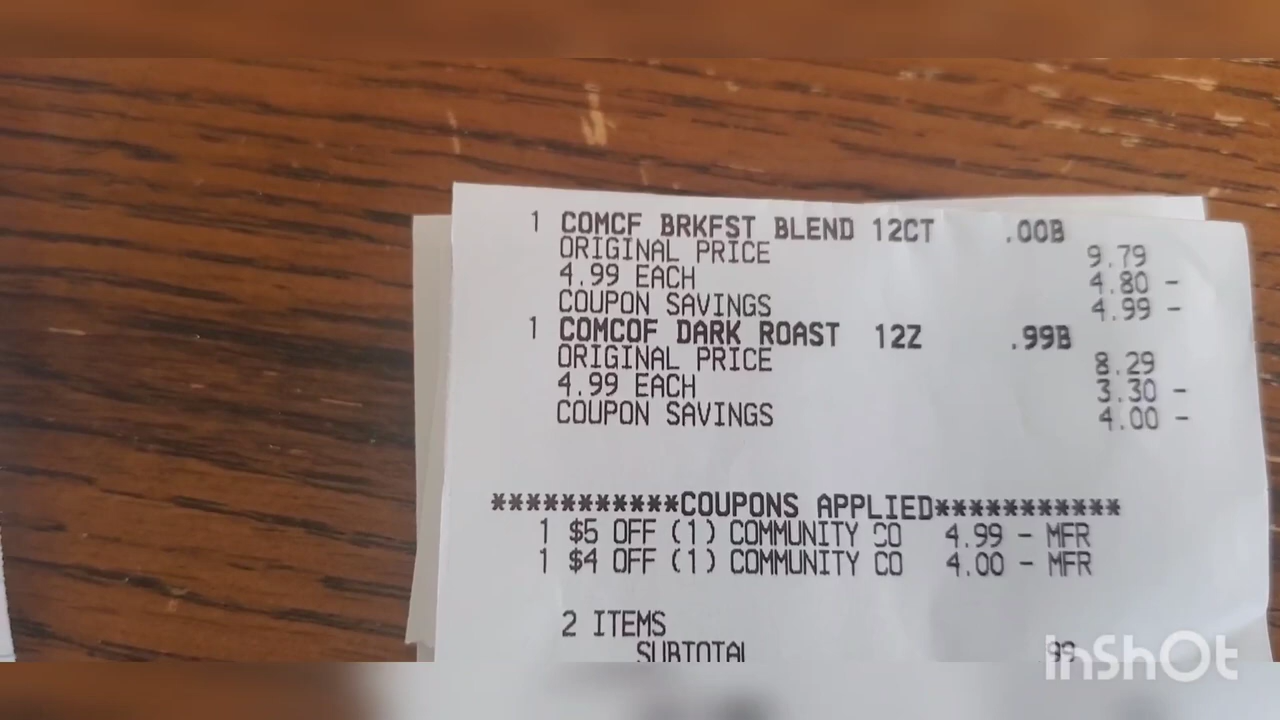 1 COMCF BRKFST BLEND 12CT .00B
ORIGINAL PRICE 9.79
4.99 EACH 4.80 -
COUPON SAVINGS 4.99 -
1 COMCOF DARK ROAST 12Z .99B
ORIGINAL PRICE 8.29
4.99 EACH 3.30 -
COUPON SAVINGS 4.00 -
***********COUPONS APPLIED***********
1 $5 OFF (1) COMMUNITY CO 4.99 - MFR
1 $4 OFF (1) COMMUNITY CO 4.00 - MFR
2 ITEMS
SUBTOTAL .99
InShOt